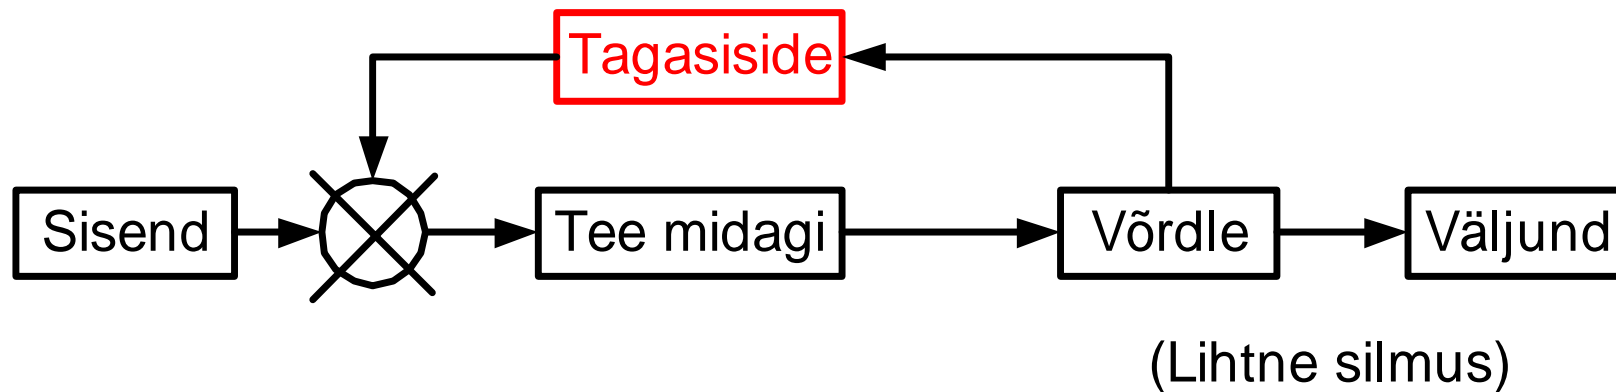 Tagasiside
Sisend
Tee midagi
Võrdle
Väljund
(Lihtne silmus)